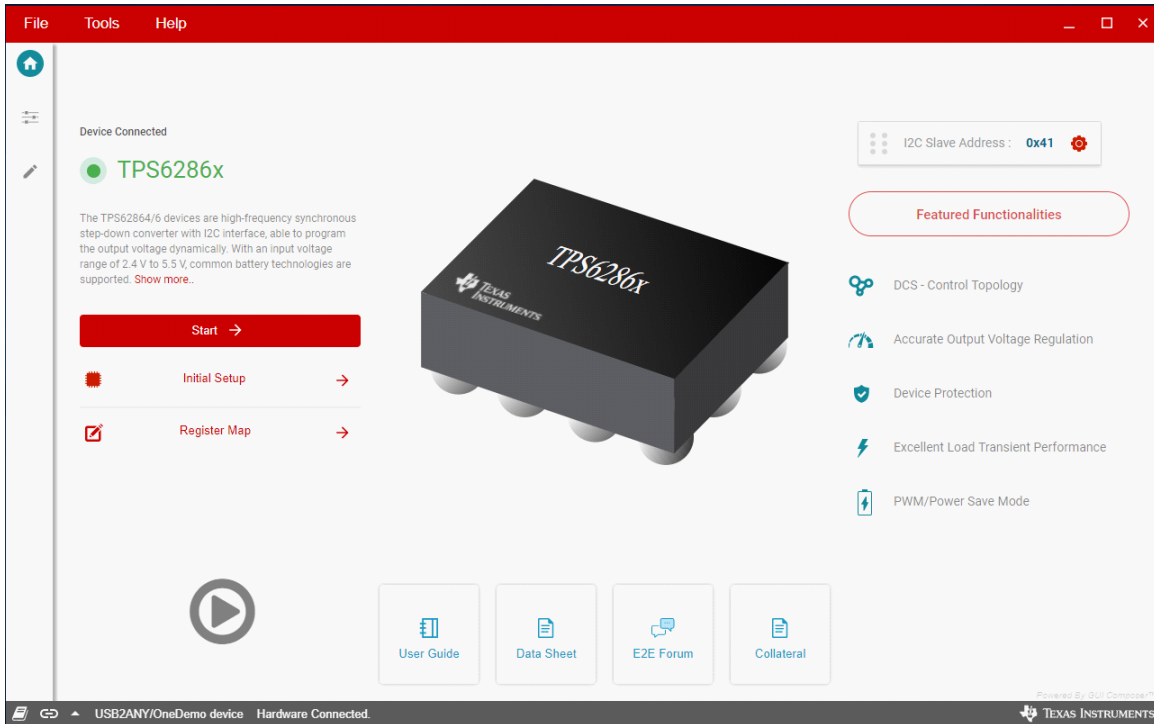 File Tools Help
Device Connected
TPS6286x
The TPS62864/6 devices are high-frequency synchronous
step-down converter with I2C interface, able to program
the output voltage dynamically. With an input voltage
range of 2.4 V to 5.5 V, common battery technologies are
supported. Show more..
Start
Initial Setup
Register Map
TPS6286x
TEXAS
INSTRUMENTS
I2C Slave Address : 0x41
Featured Functionalities
DCS - Control Topology
Accurate Output Voltage Regulation
Device Protection
Excellent Load Transient Performance
PWM/Power Save Mode
User Guide
Data Sheet
E2E Forum
Collateral
Powered By GUI Composer™
USB2ANY/OneDemo device Hardware Connected.
TEXAS INSTRUMENTS